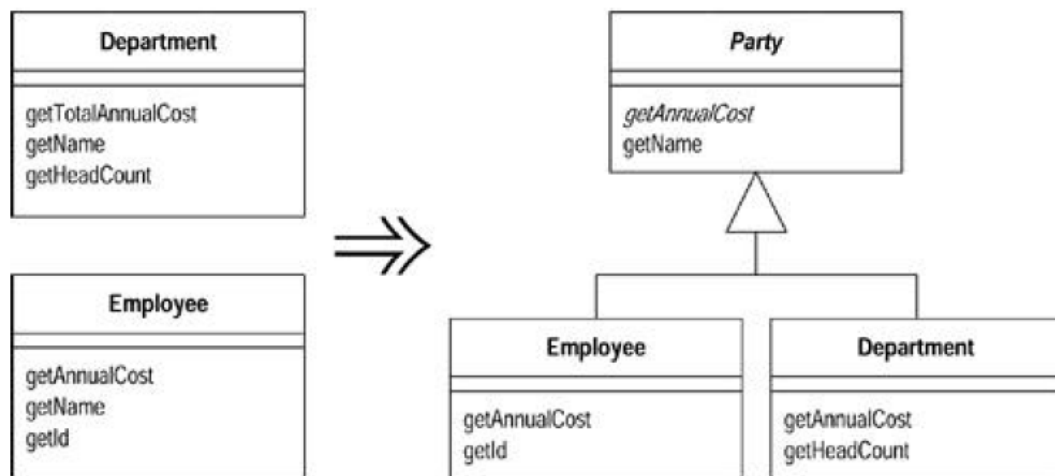 Department
getTotalAnnualCost
getName
getHeadCount
Employee
getAnnualCost
getName
getId
Party
getAnnualCost
getName
Employee
getAnnualCost
getId
Department
getAnnualCost
getHeadCount